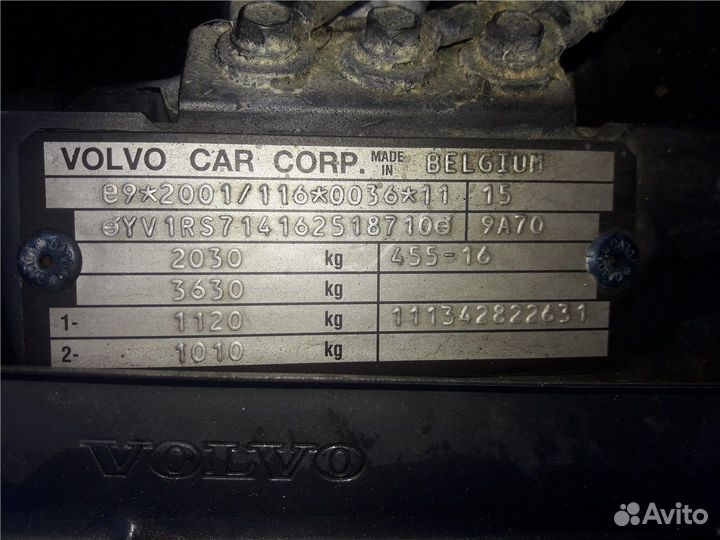 VOLVO CAR CORP. MADE IN BELGIUM
e9*2001/116*0036*11 15
YV1RS714162518710 9A70
2030 kg 455-16
3630 kg
1- 1120 kg 111342822631
2- 1010 kg
VOLVO
Avito